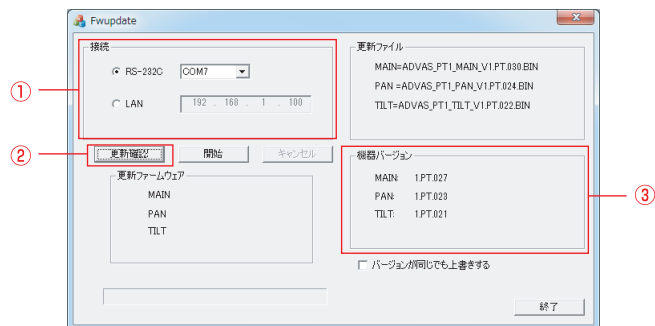 Fwupdate
接続
RS-232C COM7
LAN 192 . 168 . 1 . 100
①
更新ファイル
MAIN=ADVAS_PT1_MAIN_V1.PT.030.BIN
PAN =ADVAS_PT1_PAN_V1.PT.024.BIN
TILT=ADVAS_PT1_TILT_V1.PT.022.BIN
② 更新確認 開始 キャンセル
更新ファームウェア
MAIN
PAN
TILT
機器バージョン
MAIN: 1.PT.027
PAN: 1.PT.023
TILT: 1.PT.021
③
バージョンが同じでも上書きする
終了